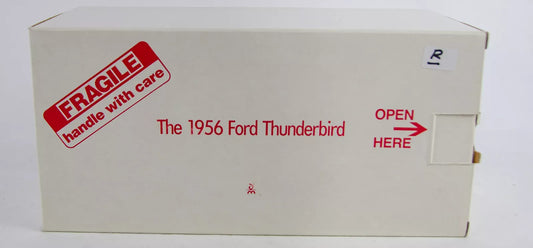 FRAGILE
handle with care
R
The 1956 Ford Thunderbird
OPEN
HERE